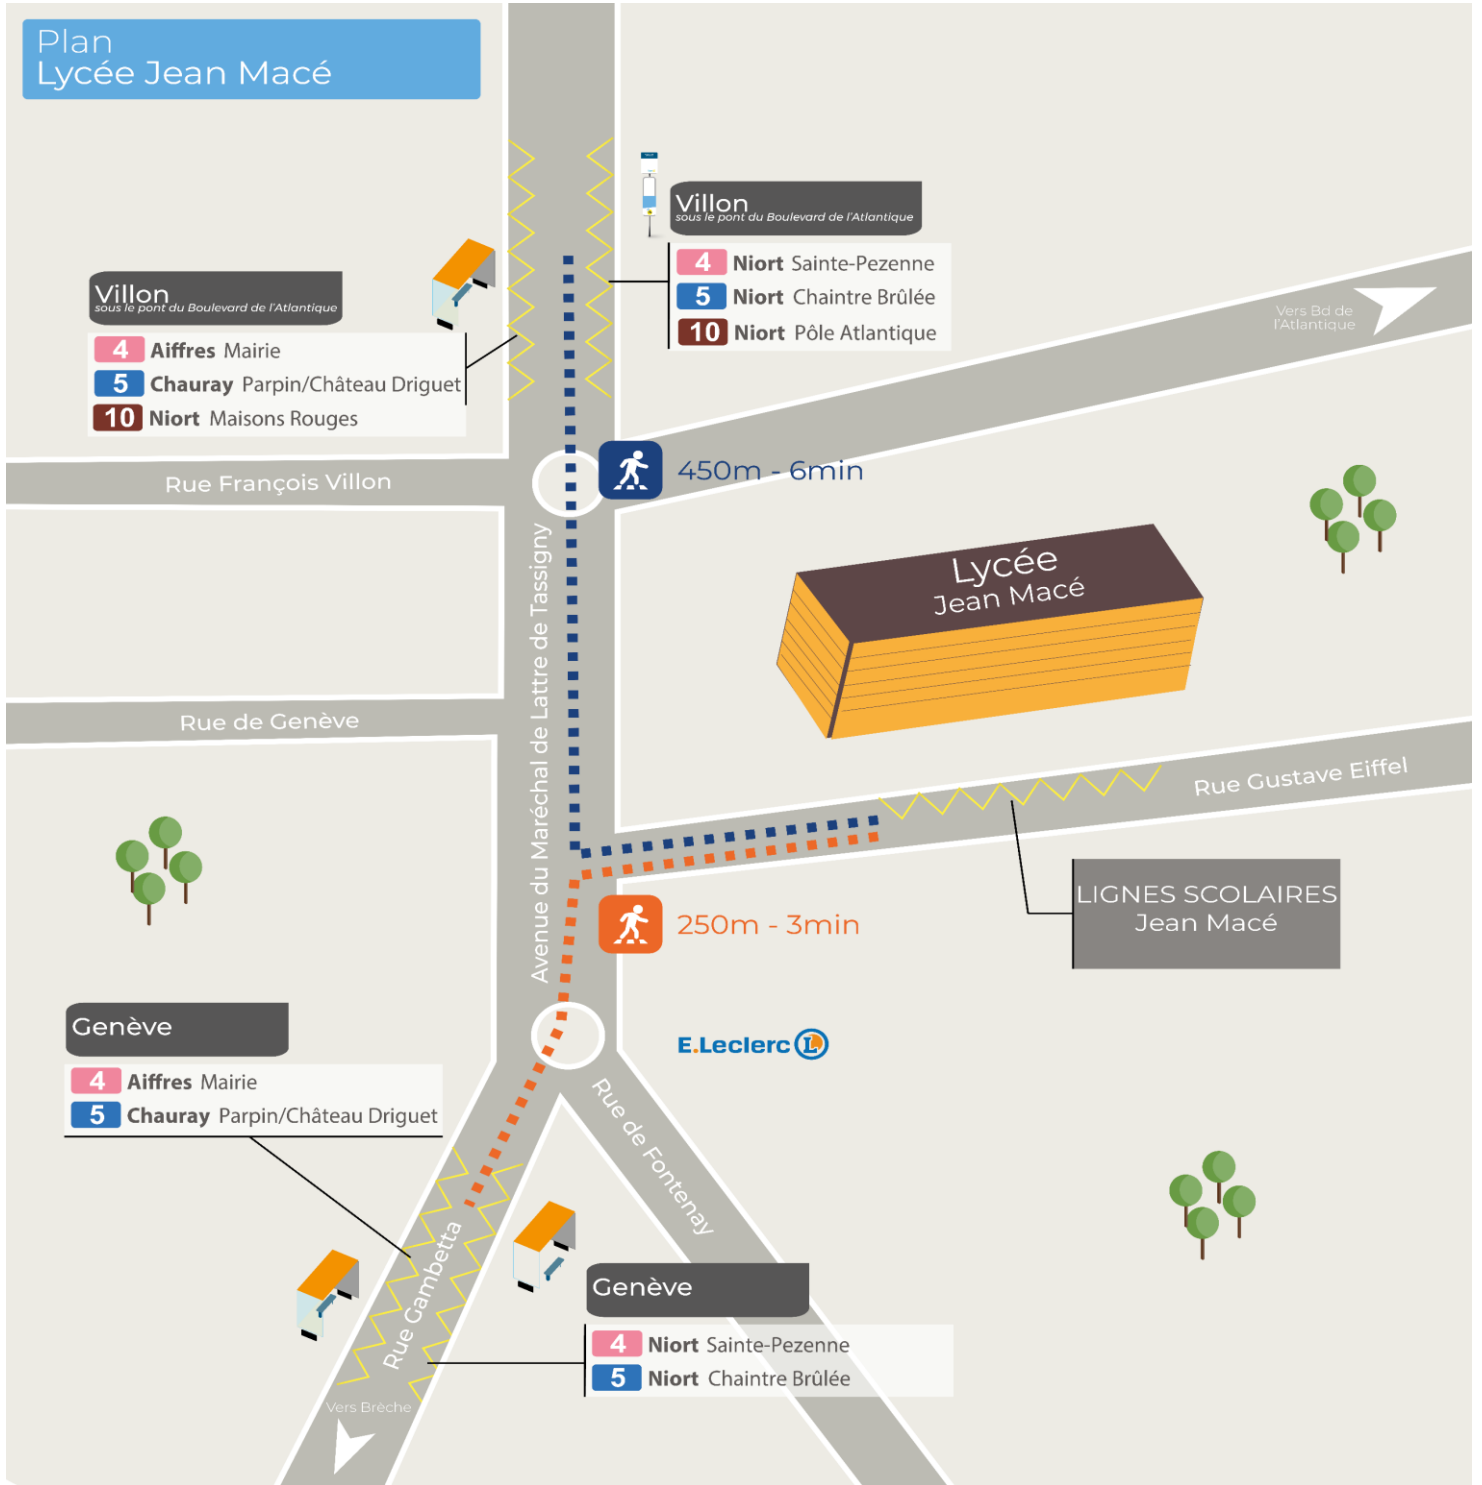 Plan
Lycée Jean Macé
Villon
sous le pont du Boulevard de l'Atlantique
4 Niort Sainte-Pezenne
5 Niort Chaintre Brûlée
10 Niort Pôle Atlantique
Villon
sous le pont du Boulevard de l'Atlantique
4 Aiffres Mairie
5 Chauray Parpin/Château Driguet
10 Niort Maisons Rouges
Vers Bd de
l'Atlantique
Rue François Villon
450m - 6min
Lycée
Jean Macé
Avenue du Maréchal de Lattre de Tassigny
Rue de Genève
Rue Gustave Eiffel
LIGNES SCOLAIRES
Jean Macé
250m - 3min
Genève
4 Aiffres Mairie
5 Chauray Parpin/Château Driguet
E.Leclerc L
Rue de Fontenay
Rue Gambetta
Genève
4 Niort Sainte-Pezenne
5 Niort Chaintre Brûlée
Vers Brèche